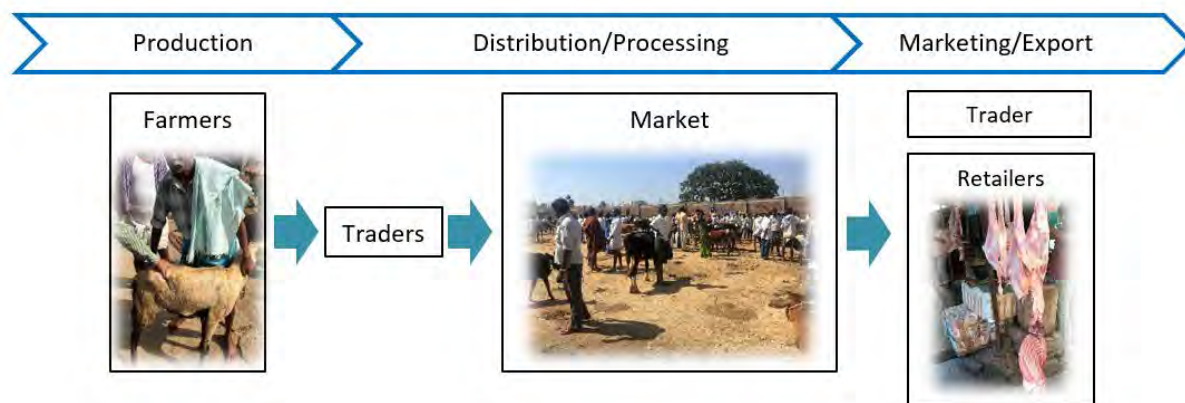 Production
Distribution/Processing
Marketing/Export
Farmers
Traders
Market
Trader
Retailers